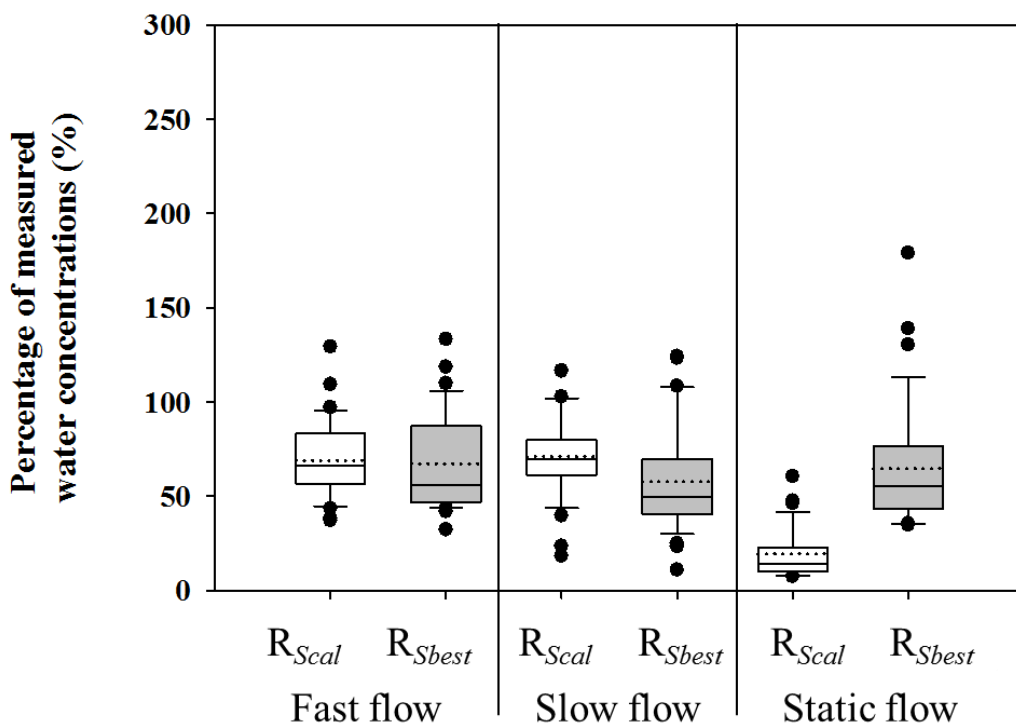 Percentage of measured
water concentrations (%)
300
250
200
150
100
50
0
R_Scal R_Sbest R_Scal R_Sbest R_Scal R_Sbest
Fast flow Slow flow Static flow